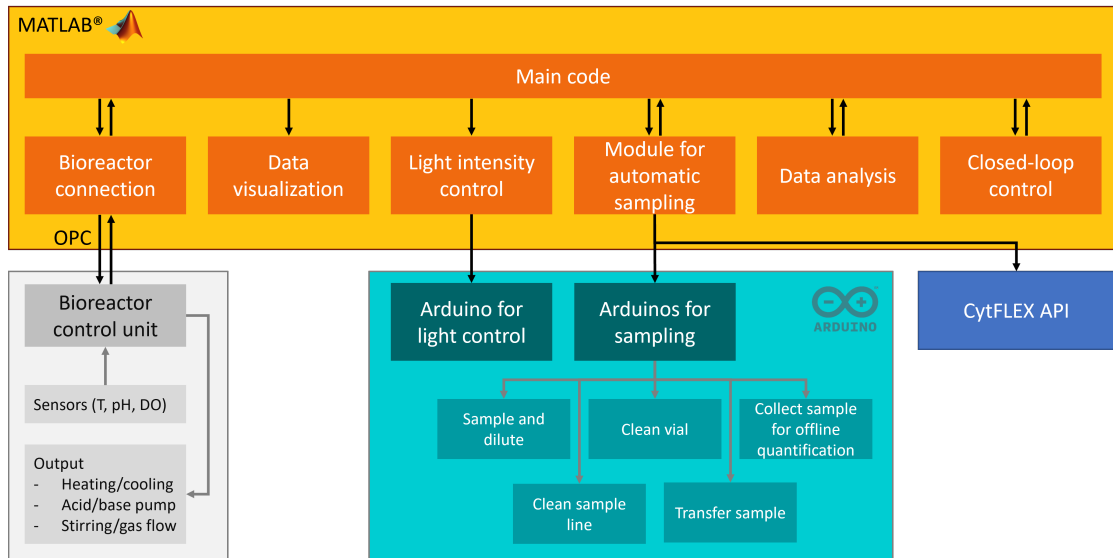 MATLAB®
Main code
Bioreactor
connection
Data
visualization
Light intensity
control
Module for
automatic
sampling
Data analysis
Closed-loop
control
OPC
Bioreactor
control unit
Sensors (T, pH, DO)
Output
- Heating/cooling
- Acid/base pump
- Stirring/gas flow
Arduino for
light control
Arduinos for
sampling
ARDUINO
Sample and
dilute
Clean vial
Collect sample
for offline
quantification
Clean sample
line
Transfer sample
CytFLEX API